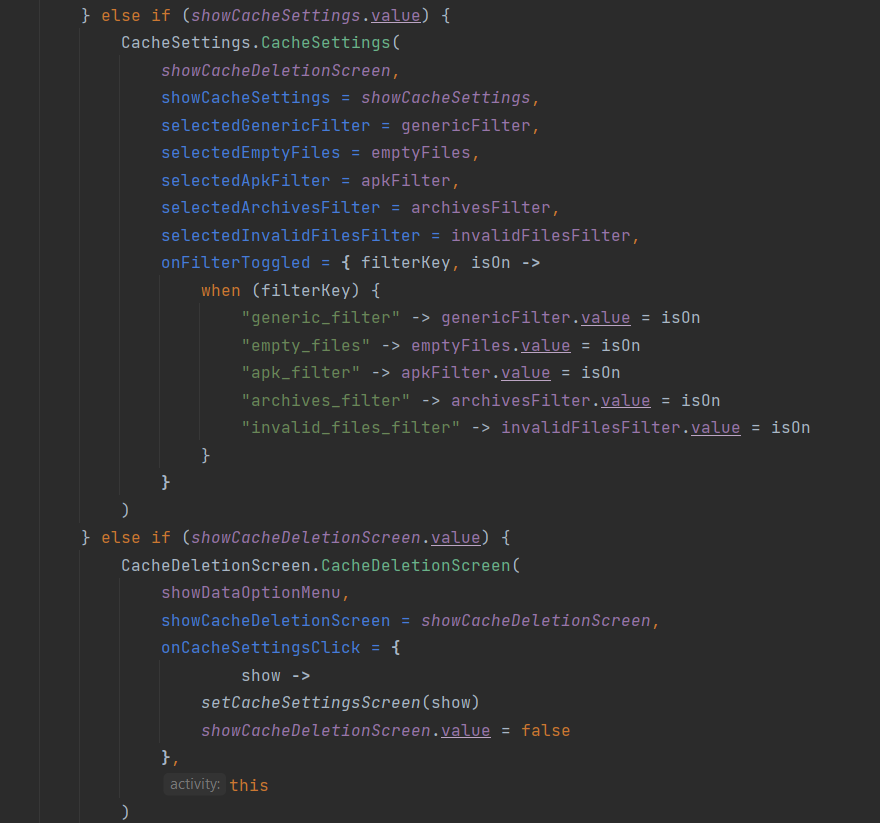 } else if (showCacheSettings.value) {
CacheSettings.CacheSettings(
showCacheDeletionScreen,
showCacheSettings = showCacheSettings,
selectedGenericFilter = genericFilter,
selectedEmptyFiles = emptyFiles,
selectedApkFilter = apkFilter,
selectedArchivesFilter = archivesFilter,
selectedInvalidFilesFilter = invalidFilesFilter,
onFilterToggled = { filterKey, isOn ->
when (filterKey) {
"generic_filter" -> genericFilter.value = isOn
"empty_files" -> emptyFiles.value = isOn
"apk_filter" -> apkFilter.value = isOn
"archives_filter" -> archivesFilter.value = isOn
"invalid_files_filter" -> invalidFilesFilter.value = isOn
}
}
)
} else if (showCacheDeletionScreen.value) {
CacheDeletionScreen.CacheDeletionScreen(
showDataOptionMenu,
showCacheDeletionScreen = showCacheDeletionScreen,
onCacheSettingsClick = {
show ->
setCacheSettingsScreen(show)
showCacheDeletionScreen.value = false
},
activity: this
)